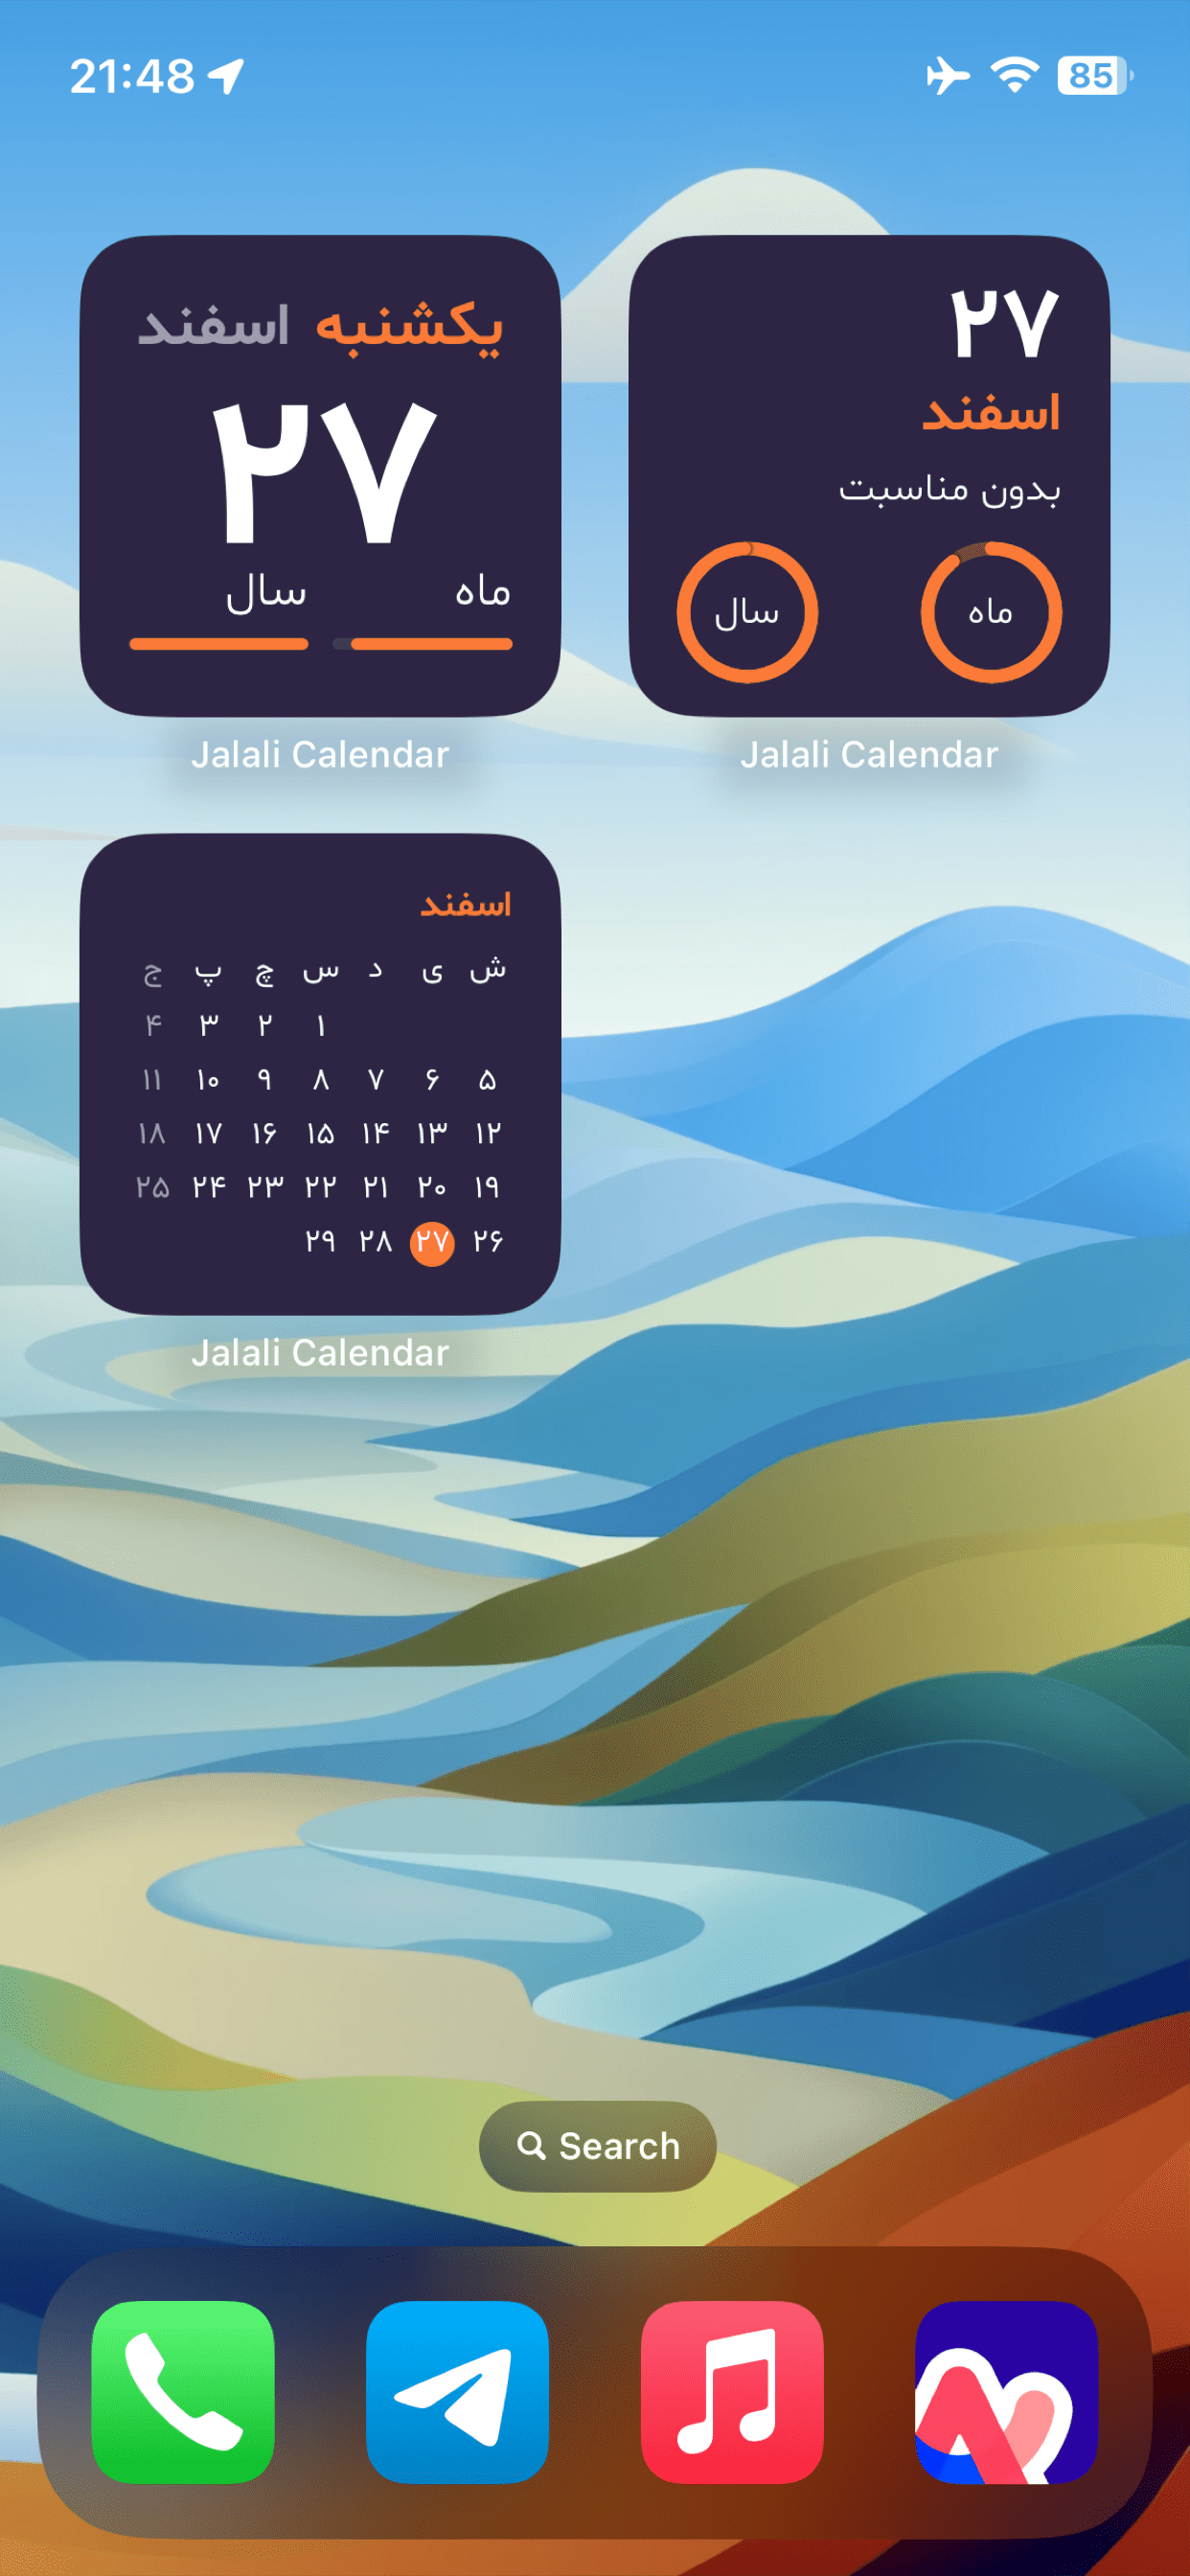 21:48
85
یکشنبه اسفند
۲۷
ماه سال
Jalali Calendar
۲۷
اسفند
بدون مناسبت
ماه سال
Jalali Calendar
اسفند
ش ی د س چ پ ج
۱ ۲ ۳ ۴
۵ ۶ ۷ ۸ ۹ ۱۰ ۱۱
۱۲ ۱۳ ۱۴ ۱۵ ۱۶ ۱۷ ۱۸
۱۹ ۲۰ ۲۱ ۲۲ ۲۳ ۲۴ ۲۵
۲۶ ۲۷ ۲۸ ۲۹
Jalali Calendar
Search